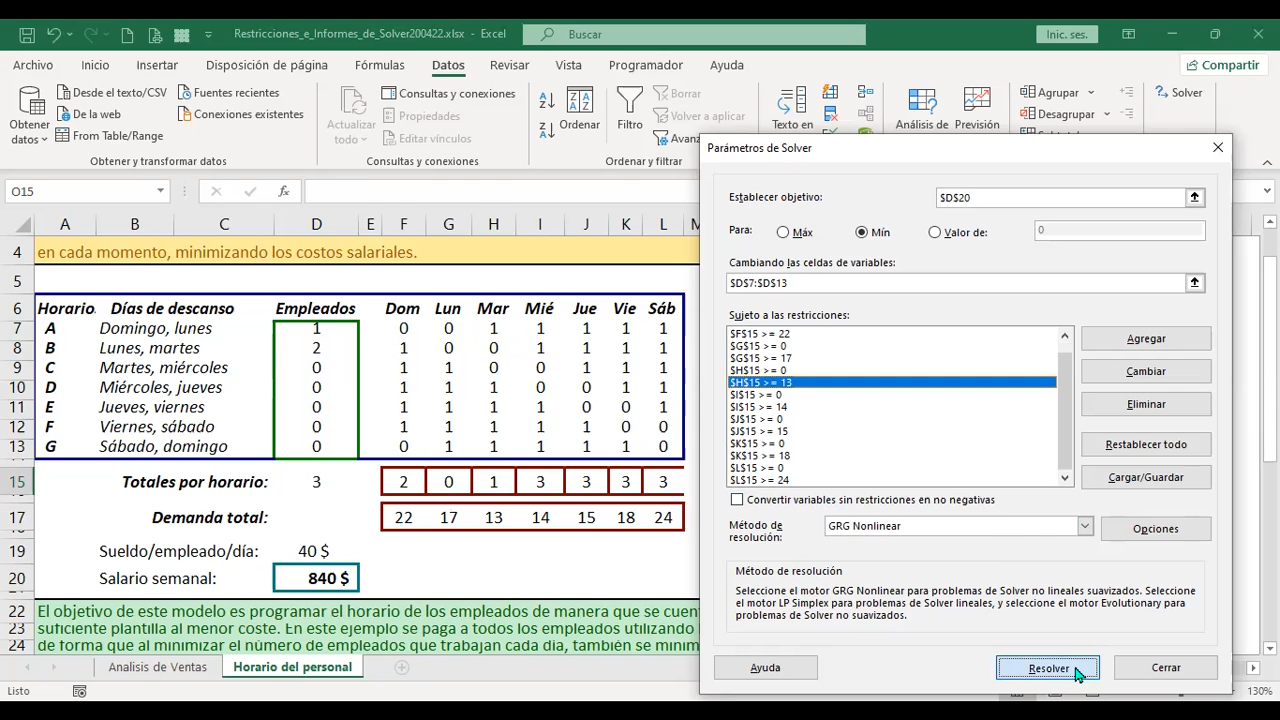 Restricciones_e_Informes_de_Solver200422.xlsx - Excel
Buscar
Inic. ses.
Archivo Inicio Insertar Disposición de página Fórmulas Datos Revisar Vista Programador Ayuda
Compartir
Obtener datos
Desde el texto/CSV
De la web
From Table/Range
Fuentes recientes
Conexiones existentes
Obtener y transformar datos
Actualizar todo
Consultas y conexiones
Propiedades
Editar vínculos
Consultas y conexiones
Ordenar
Filtro
Borrar
Volver a aplicar
Avanz
Ordenar y filtrar
Texto en
Análisis de
Previsión
Agrupar
Desagrupar
Solver
O15
A B C D E F G H I J K L M
4 en cada momento, minimizando los costos salariales.
5
6 Horario Días de descanso Empleados Dom Lun Mar Mié Jue Vie Sáb
7 A Domingo, lunes 1 0 0 1 1 1 1 1
8 B Lunes, martes 2 1 0 0 1 1 1 1
9 C Martes, miércoles 0 1 1 0 0 1 1 1
10 D Miércoles, jueves 0 1 1 1 0 0 1 1
11 E Jueves, viernes 0 1 1 1 1 0 0 1
12 F Viernes, sábado 0 1 1 1 1 1 0 0
13 G Sábado, domingo 0 0 1 1 1 1 1 0
15 Totales por horario: 3 2 0 1 3 3 3 3
17 Demanda total: 22 17 13 14 15 18 24
19 Sueldo/empleado/día: 40 $
20 Salario semanal: 840 $
22 El objetivo de este modelo es programar el horario de los empleados de manera que se cuen
23 suficiente plantilla al menor coste. En este ejemplo se paga a todos los empleados utilizando
24 de forma que al minimizar el número de empleados que trabajan cada día, también se minim
Analisis de Ventas Horario del personal
Listo
130%
Parámetros de Solver
Establecer objetivo: $D$20
Para: Máx Mín Valor de: 0
Cambiando las celdas de variables:
$D$7:$D$13
Sujeto a las restricciones:
$F$15 >= 22
$G$15 >= 0
$G$15 >= 17
$H$15 >= 0
$H$15 >= 13
$I$15 >= 0
$I$15 >= 14
$J$15 >= 0
$J$15 >= 15
$K$15 >= 0
$K$15 >= 18
$L$15 >= 0
$L$15 >= 24
Agregar
Cambiar
Eliminar
Restablecer todo
Cargar/Guardar
Convertir variables sin restricciones en no negativas
Método de resolución: GRG Nonlinear
Opciones
Método de resolución
Seleccione el motor GRG Nonlinear para problemas de Solver no lineales suavizados. Seleccione
el motor LP Simplex para problemas de Solver lineales, y seleccione el motor Evolutionary para
problemas de Solver no suavizados.
Ayuda
Resolver
Cerrar